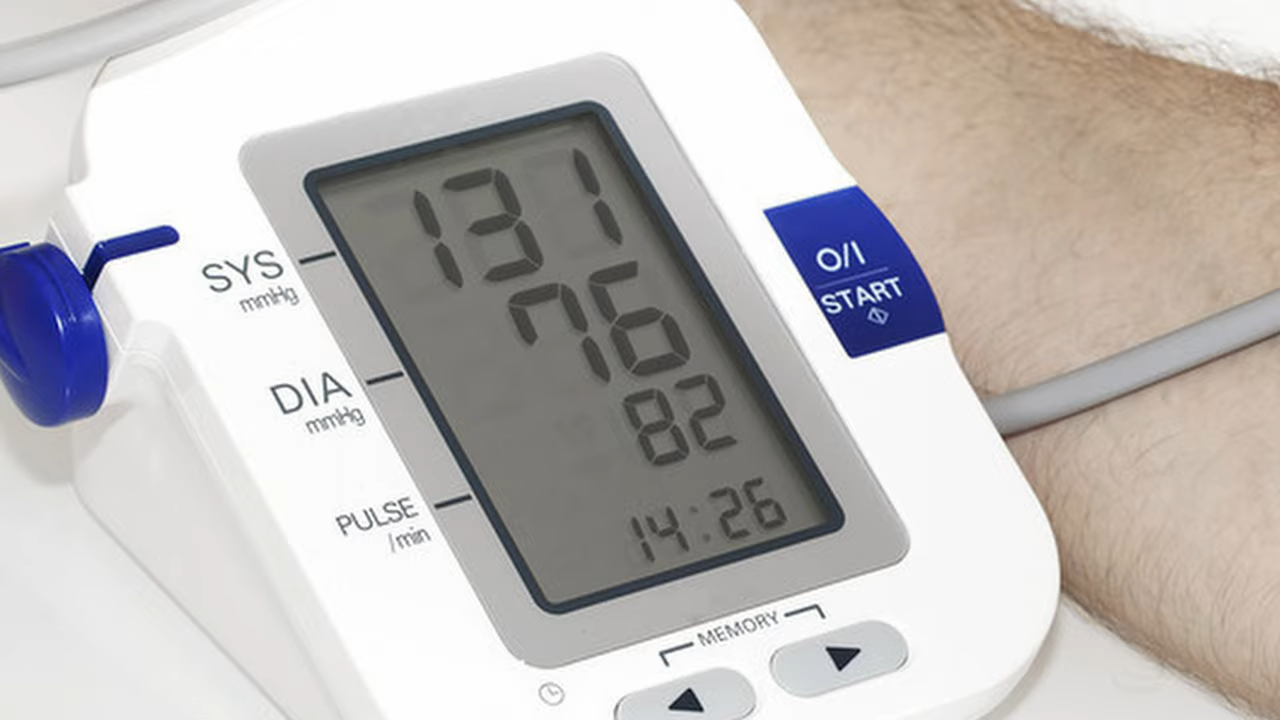 131
SYS
mmHg
76
DIA
mmHg
82
PULSE
/min
14:26
O/I
START
MEMORY